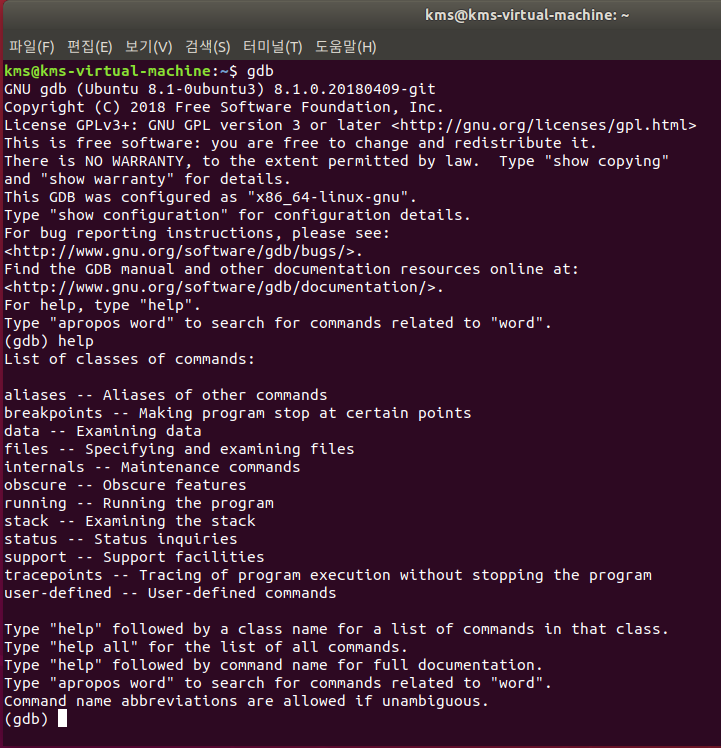 kms@kms-virtual-machine: ~
파일(F) 편집(E) 보기(V) 검색(S) 터미널(T) 도움말(H)
kms@kms-virtual-machine:~$ gdb
GNU gdb (Ubuntu 8.1-0ubuntu3) 8.1.0.20180409-git
Copyright (C) 2018 Free Software Foundation, Inc.
License GPLv3+: GNU GPL version 3 or later <http://gnu.org/licenses/gpl.html>
This is free software: you are free to change and redistribute it.
There is NO WARRANTY, to the extent permitted by law.  Type "show copying"
and "show warranty" for details.
This GDB was configured as "x86_64-linux-gnu".
Type "show configuration" for configuration details.
For bug reporting instructions, please see:
<http://www.gnu.org/software/gdb/bugs/>.
Find the GDB manual and other documentation resources online at:
<http://www.gnu.org/software/gdb/documentation/>.
For help, type "help".
Type "apropos word" to search for commands related to "word".
(gdb) help
List of classes of commands:

aliases -- Aliases of other commands
breakpoints -- Making program stop at certain points
data -- Examining data
files -- Specifying and examining files
internals -- Maintenance commands
obscure -- Obscure features
running -- Running the program
stack -- Examining the stack
status -- Status inquiries
support -- Support facilities
tracepoints -- Tracing of program execution without stopping the program
user-defined -- User-defined commands

Type "help" followed by a class name for a list of commands in that class.
Type "help all" for the list of all commands.
Type "help" followed by command name for full documentation.
Type "apropos word" to search for commands related to "word".
Command name abbreviations are allowed if unambiguous.
(gdb)